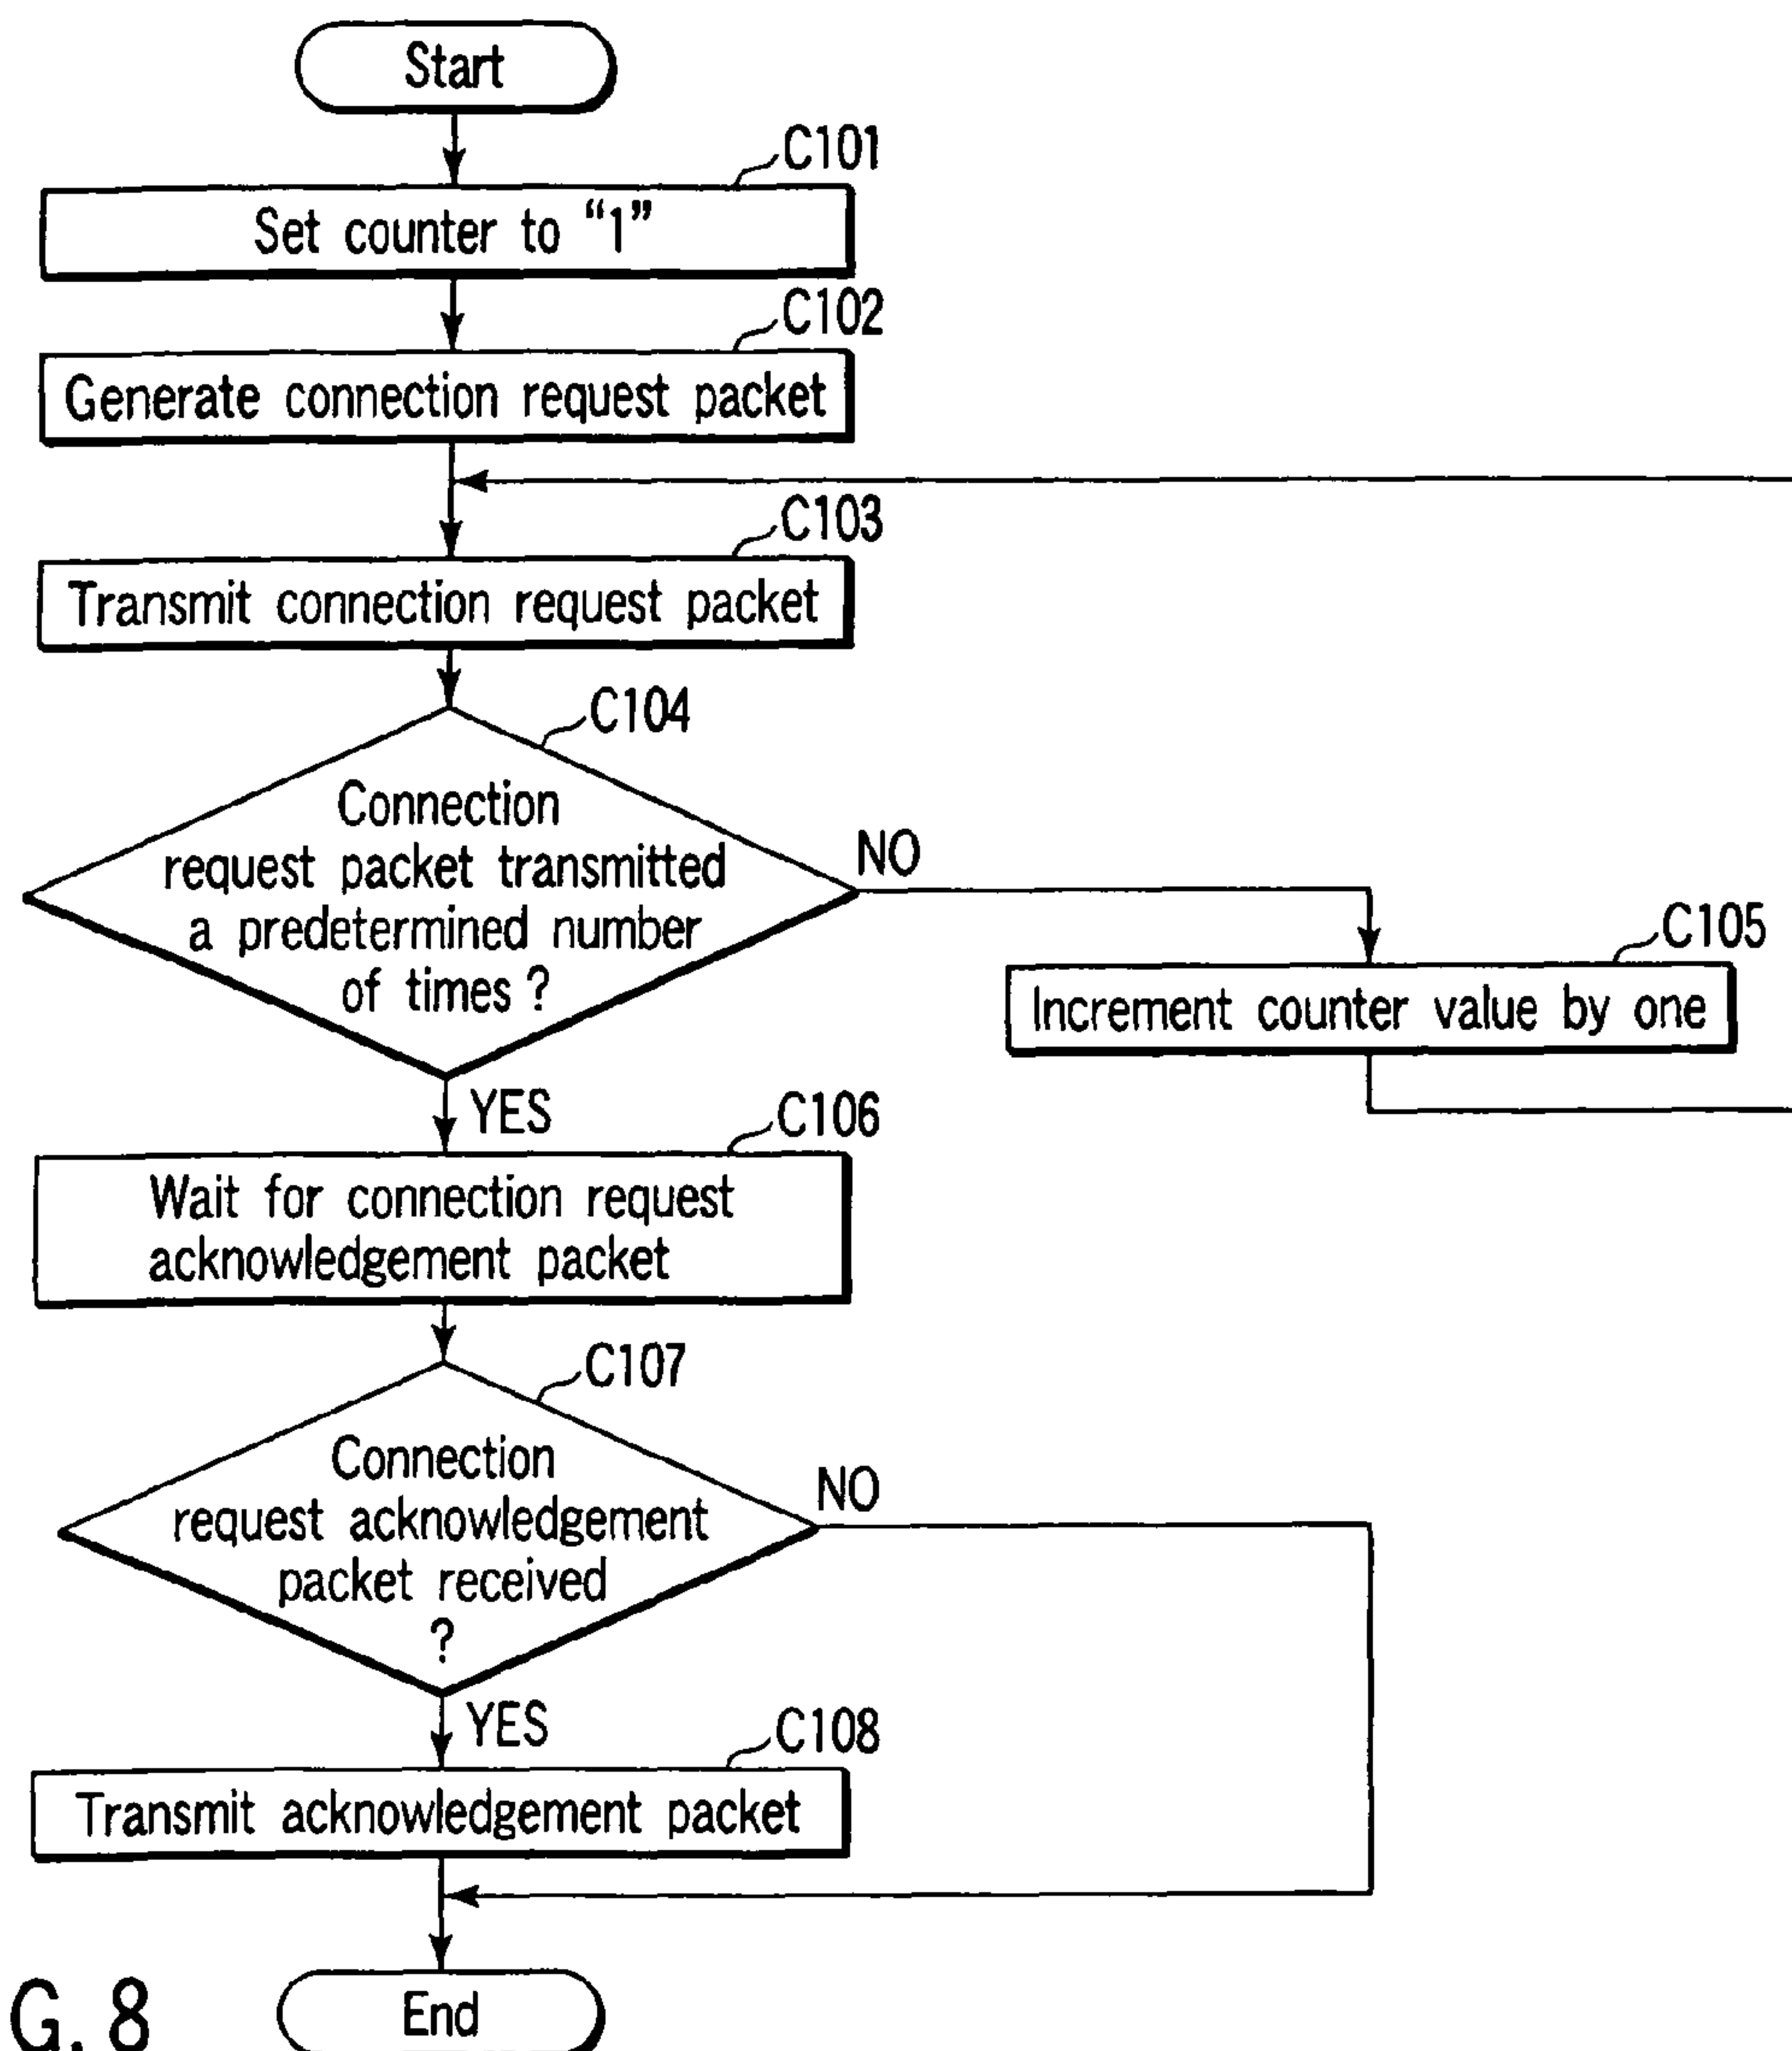 Start
C101
Set counter to “1”
C102
Generate connection request packet
C103
Transmit connection request packet
C104
Connection
request packet transmitted
a predetermined number
of times ?
NO
C105
Increment counter value by one
YES
C106
Wait for connection request
acknowledgement packet
C107
Connection
request acknowledgement
packet received
?
NO
YES
C108
Transmit acknowledgement packet
End
G. 8